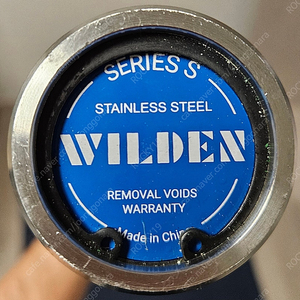 SERIES S
STAINLESS STEEL
WILDEN
REMOVAL VOIDS
WARRANTY
Made in China